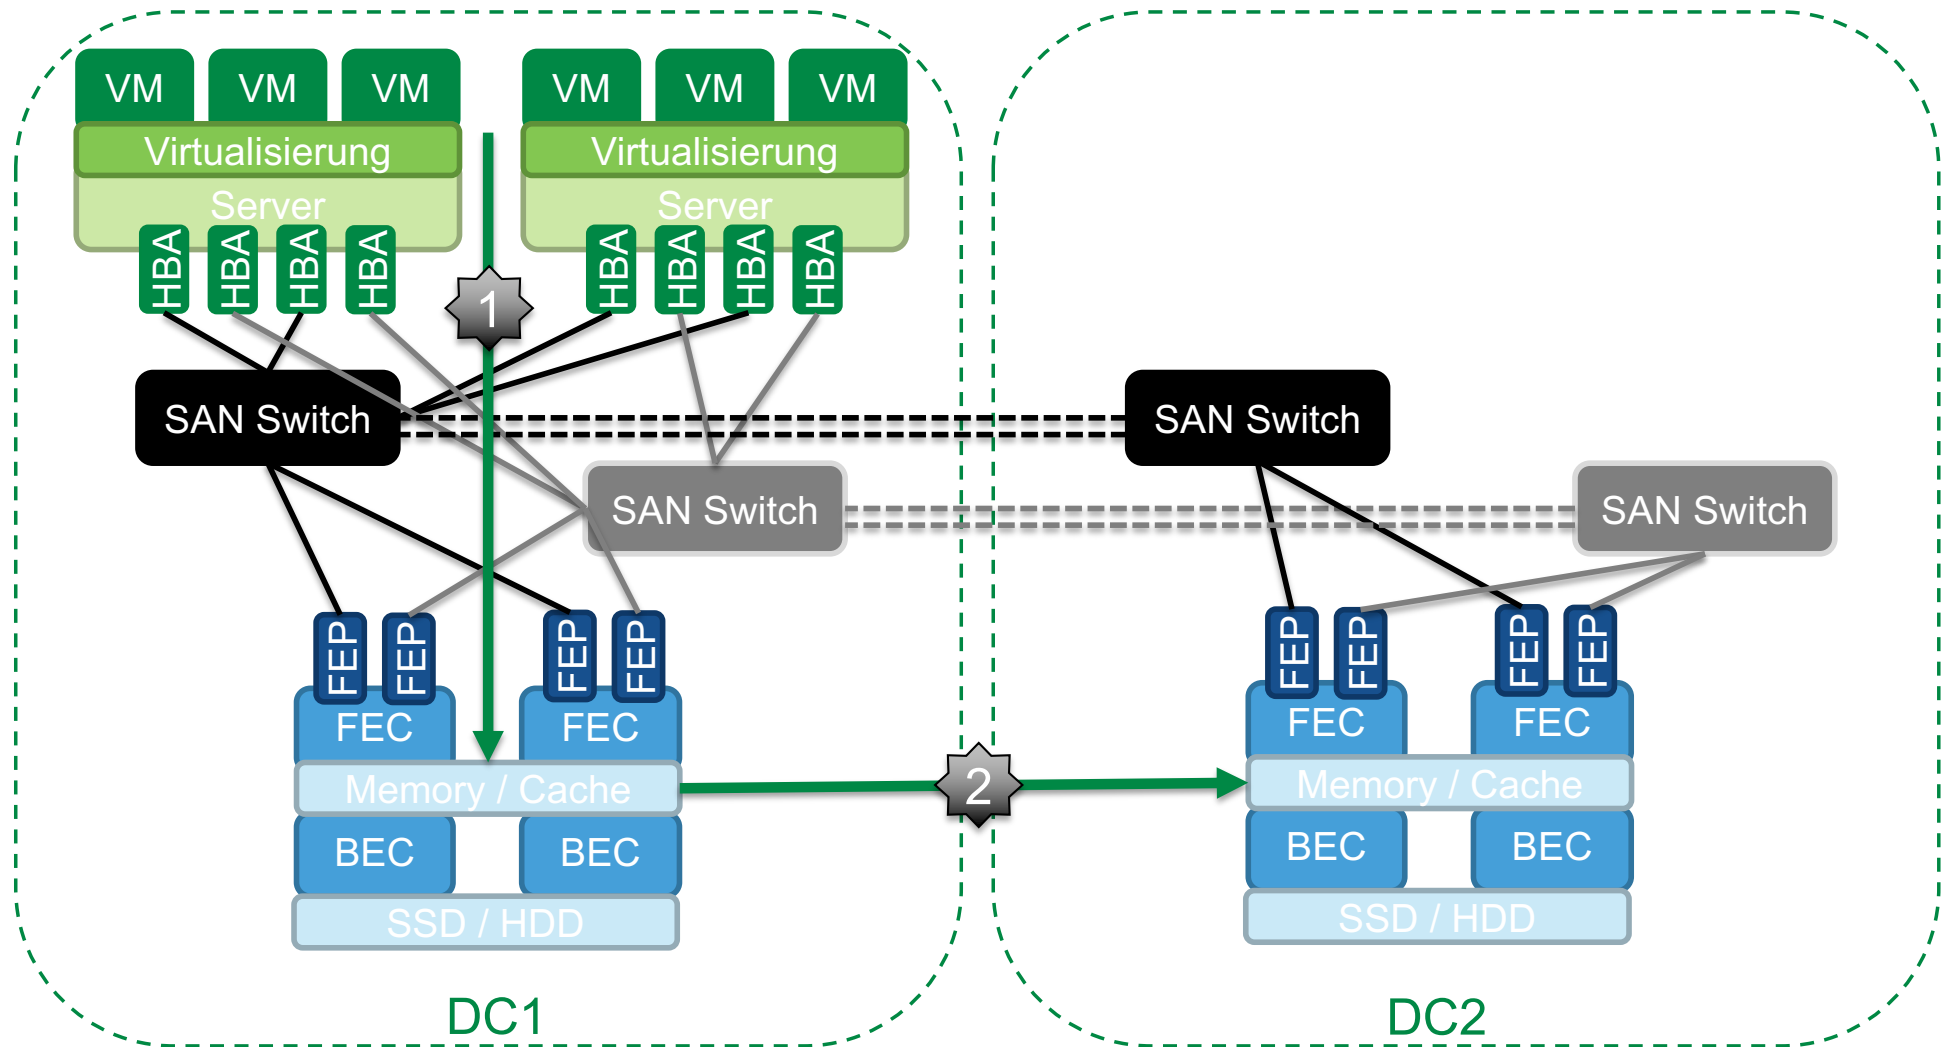 VM VM VM VM VM VM
Virtualisierung Virtualisierung
Server Server
HBA HBA HBA HBA HBA HBA HBA HBA
1
SAN Switch SAN Switch
SAN Switch SAN Switch
FEP FEP FEP FEP FEP FEP FEP FEP
FEC FEC FEC FEC
Memory / Cache 2 Memory / Cache
BEC BEC BEC BEC
SSD / HDD SSD / HDD
DC1 DC2